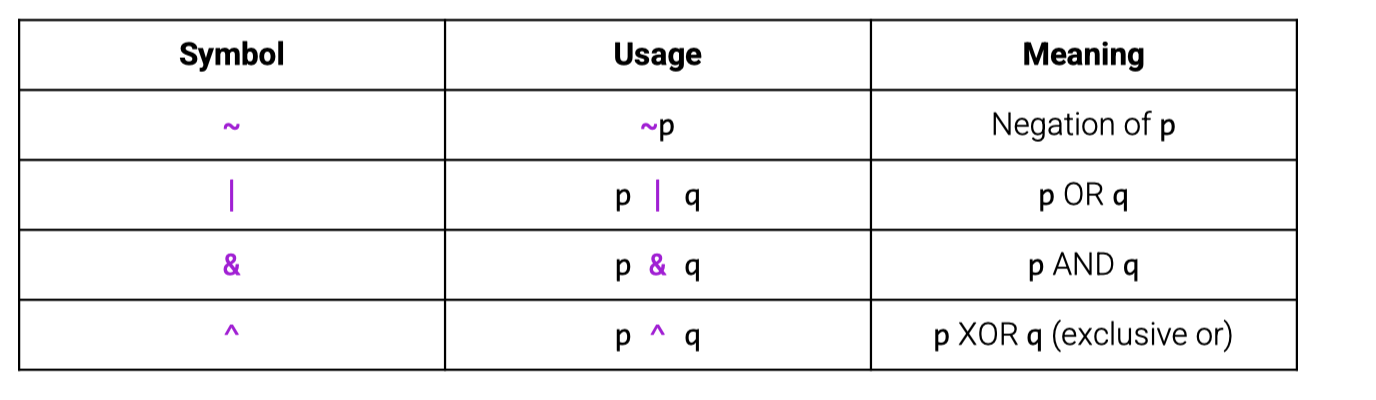 Symbol Usage Meaning
~ ~p Negation of p
| p | q p OR q
& p & q p AND q
^ p ^ q p XOR q (exclusive or)